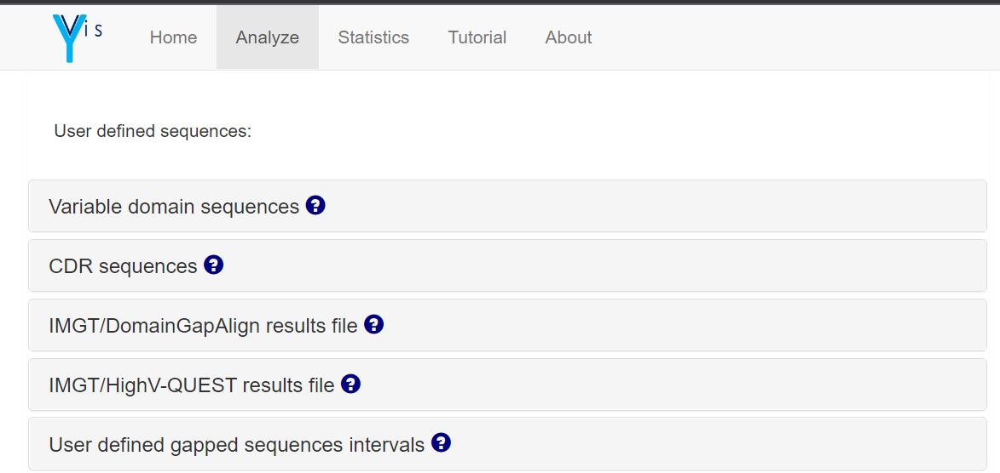 Yvis
Home Analyze Statistics Tutorial About
User defined sequences:
Variable domain sequences ?
CDR sequences ?
IMGT/DomainGapAlign results file ?
IMGT/HighV-QUEST results file ?
User defined gapped sequences intervals ?